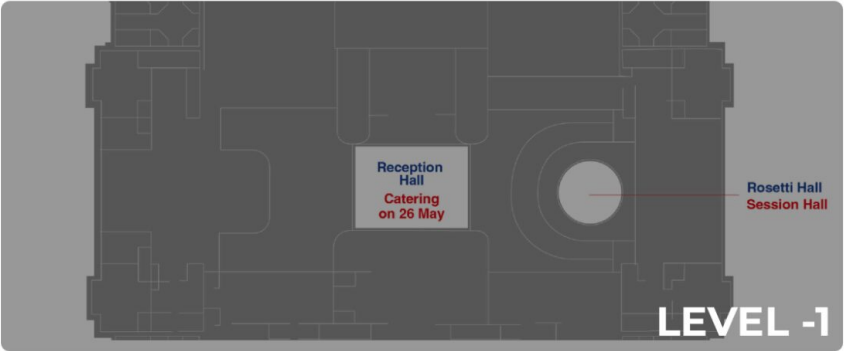 Reception
Hall
Catering
on 26 May
Rosetti Hall
Session Hall
LEVEL -1